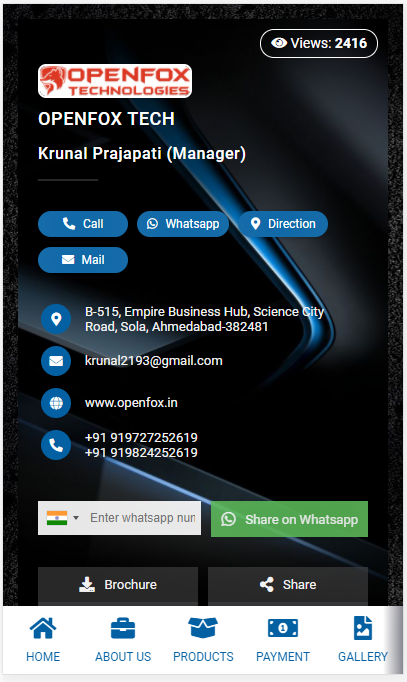 Views: 2416
OPENFOX
TECHNOLOGIES
OPENFOX TECH
Krunal Prajapati (Manager)
Call
Whatsapp
Direction
Mail
B-515, Empire Business Hub, Science City
Road, Sola, Ahmedabad-382481
krunal2193@gmail.com
www.openfox.in
+91 919727252619
+91 919824252619
Enter whatsapp num
Share on Whatsapp
Brochure
Share
HOME
ABOUT US
PRODUCTS
PAYMENT
GALLERY